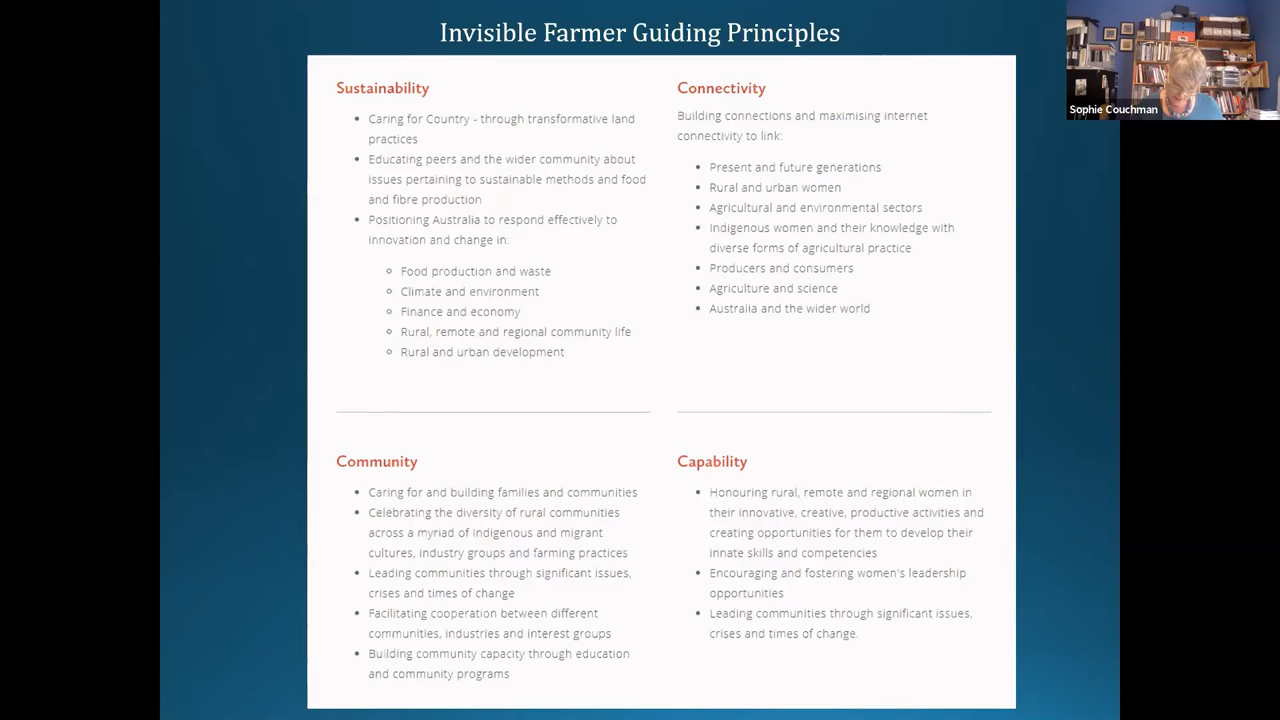 Invisible Farmer Guiding Principles
Sophie Couchman
Sustainability
Caring for Country - through transformative land
practices
Educating peers and the wider community about
issues pertaining to sustainable methods and food
and fibre production
Positioning Australia to respond effectively to
innovation and change in:
Food production and waste
Climate and environment
Finance and economy
Rural, remote and regional community life
Rural and urban development
Connectivity
Building connections and maximising internet
connectivity to link:
Present and future generations
Rural and urban women
Agricultural and environmental sectors
Indigenous women and their knowledge with
diverse forms of agricultural practice
Producers and consumers
Agriculture and science
Australia and the wider world
Community
Caring for and building families and communities
Celebrating the diversity of rural communities
across a myriad of Indigenous and migrant
cultures, industry groups and farming practices
Leading communities through significant issues,
crises and times of change
Facilitating cooperation between different
communities, industries and interest groups
Building community capacity through education
and community programs
Capability
Honouring rural, remote and regional women in
their innovative, creative, productive activities and
creating opportunities for them to develop their
innate skills and competencies
Encouraging and fostering women's leadership
opportunities
Leading communities through significant issues,
crises and times of change.